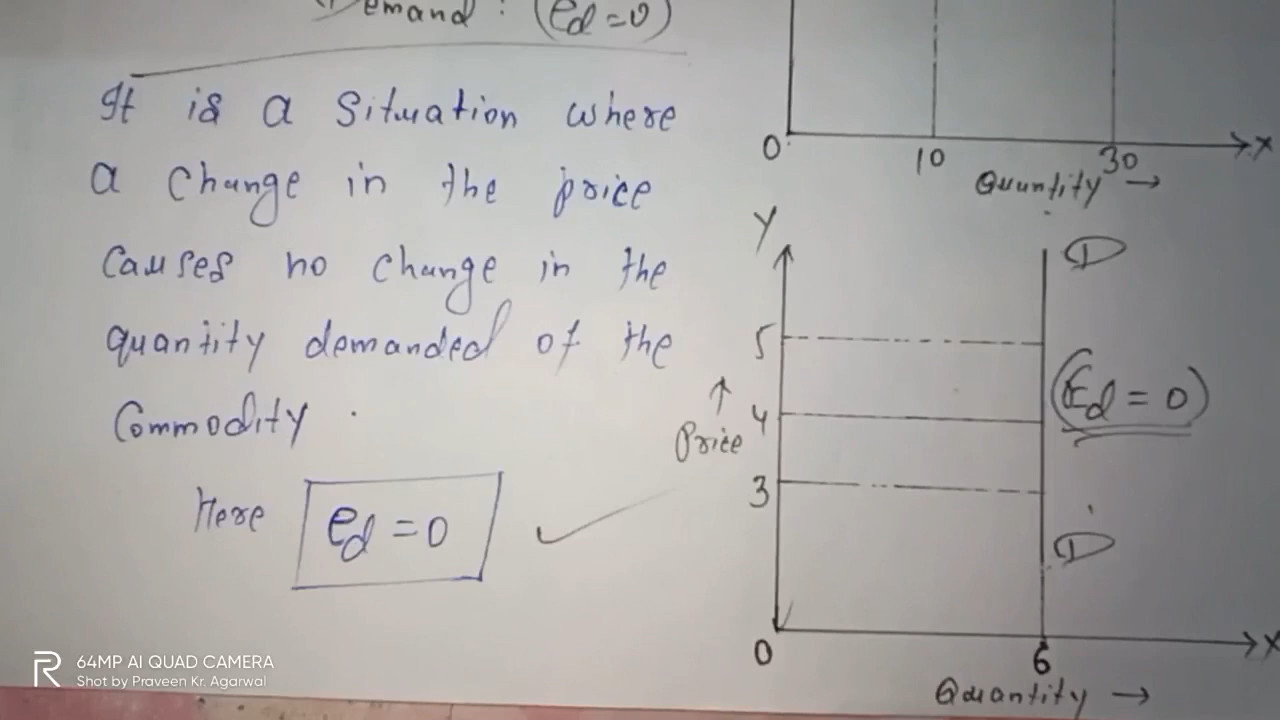 Demand : (ed=0)
It is a Situation where
a change in the price
Causes no change in the
quantity demanded of the
Commodity .
Here ed = 0
0
10
30
X
Quantity →
Y
D
5
(Ed = 0)
4
↑
Price
3
D
0
6
X
Quantity →
R
64MP AI QUAD CAMERA
Shot by Praveen Kr. Agarwal